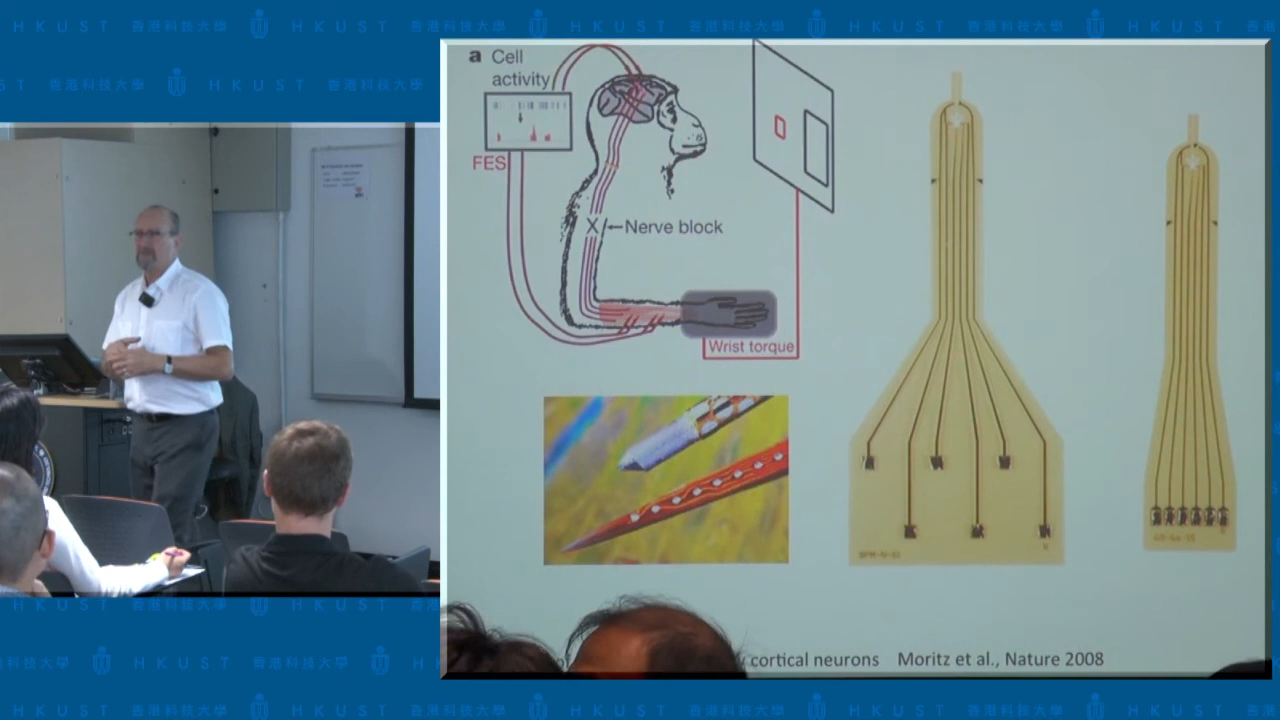 HKUST 香港科技大學
a Cell
activity
FES
X ←Nerve block
Wrist torque
cortical neurons Moritz et al., Nature 2008